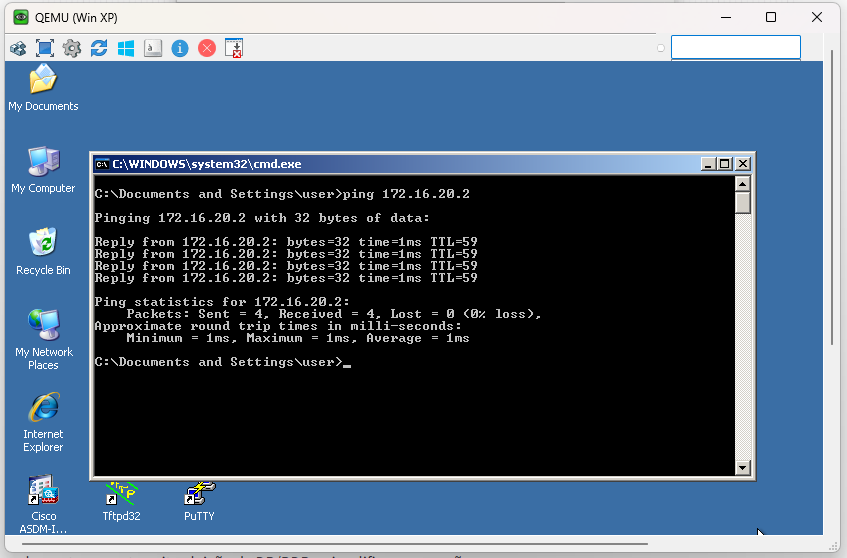 QEMU (Win XP)
My Documents
My Computer
Recycle Bin
My Network
Places
Internet
Explorer
Cisco
ASDM-I...
Tftpd32
PuTTY
C:\WINDOWS\system32\cmd.exe
C:\Documents and Settings\user>ping 172.16.20.2
Pinging 172.16.20.2 with 32 bytes of data:
Reply from 172.16.20.2: bytes=32 time=1ms TTL=59
Reply from 172.16.20.2: bytes=32 time=1ms TTL=59
Reply from 172.16.20.2: bytes=32 time=1ms TTL=59
Reply from 172.16.20.2: bytes=32 time=1ms TTL=59
Ping statistics for 172.16.20.2:
Packets: Sent = 4, Received = 4, Lost = 0 (0% loss),
Approximate round trip times in milli-seconds:
Minimum = 1ms, Maximum = 1ms, Average = 1ms
C:\Documents and Settings\user>_